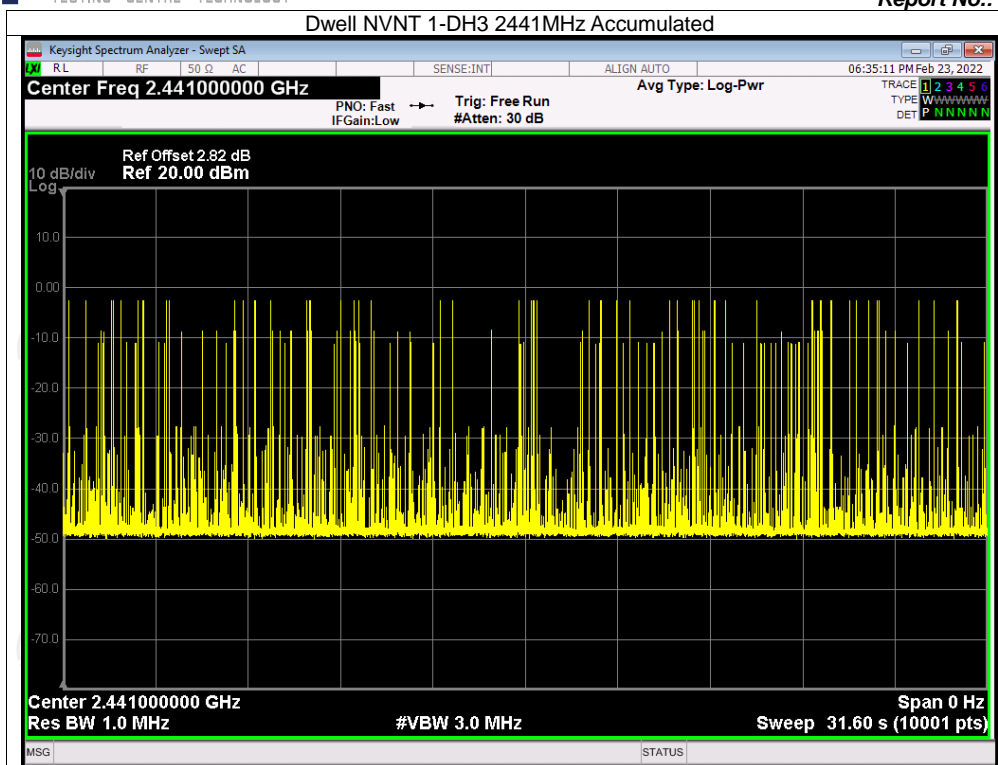 TESTING CENTRE TECHNOLOGY
Report No.:
Dwell NVNT 1-DH3 2441MHz Accumulated
Keysight Spectrum Analyzer - Swept SA
LXI RL RF 50 Ω AC SENSE:INT ALIGN AUTO 06:35:11 PM Feb 23, 2022
Center Freq 2.441000000 GHz Avg Type: Log-Pwr TRACE 1 2 3 4 5 6
PNO: Fast Trig: Free Run TYPE WWWWWW
IFGain:Low #Atten: 30 dB DET P N N N N N
Ref Offset 2.82 dB
10 dB/div Ref 20.00 dBm
Log
10.0
0.00
-10.0
-20.0
-30.0
-40.0
-50.0
-60.0
-70.0
Center 2.441000000 GHz Span 0 Hz
Res BW 1.0 MHz #VBW 3.0 MHz Sweep 31.60 s (10001 pts)
MSG STATUS